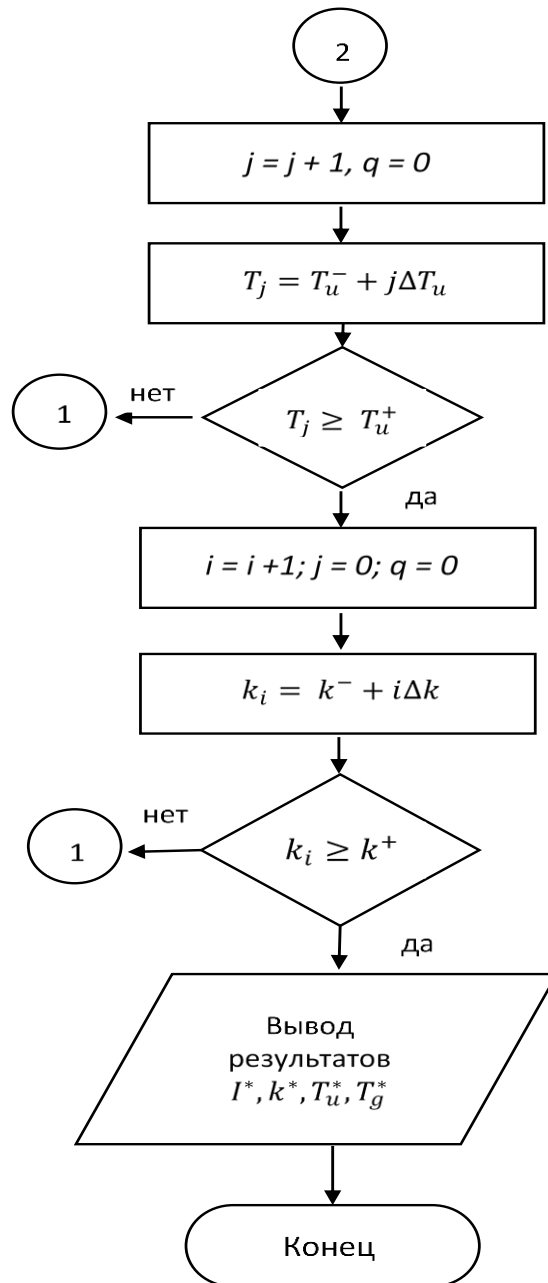 2
j = j + 1, q = 0
T_j = T_u^- + jΔT_u
нет
1
T_j ≥ T_u^+
да
i = i +1; j = 0; q = 0
k_i = k^- + iΔk
нет
1
k_i ≥ k^+
да
Вывод
результатов
I^*, k^*, T_u^*, T_g^*
Конец